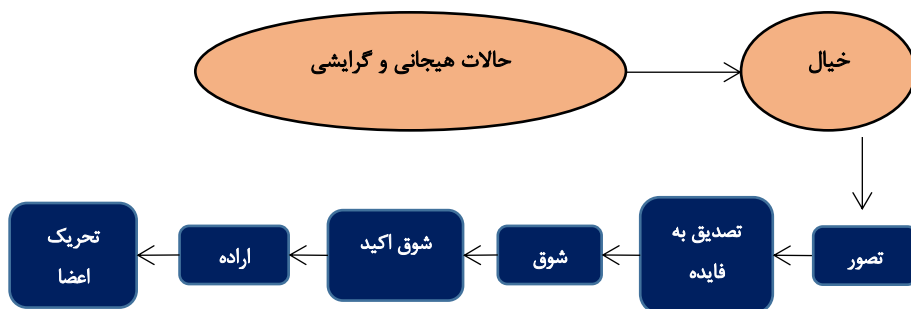 حالات هیجانی و گرایشی
خیال
تصور
تصدیق به
فایده
شوق
شوق اکید
اراده
تحریک
اعضا